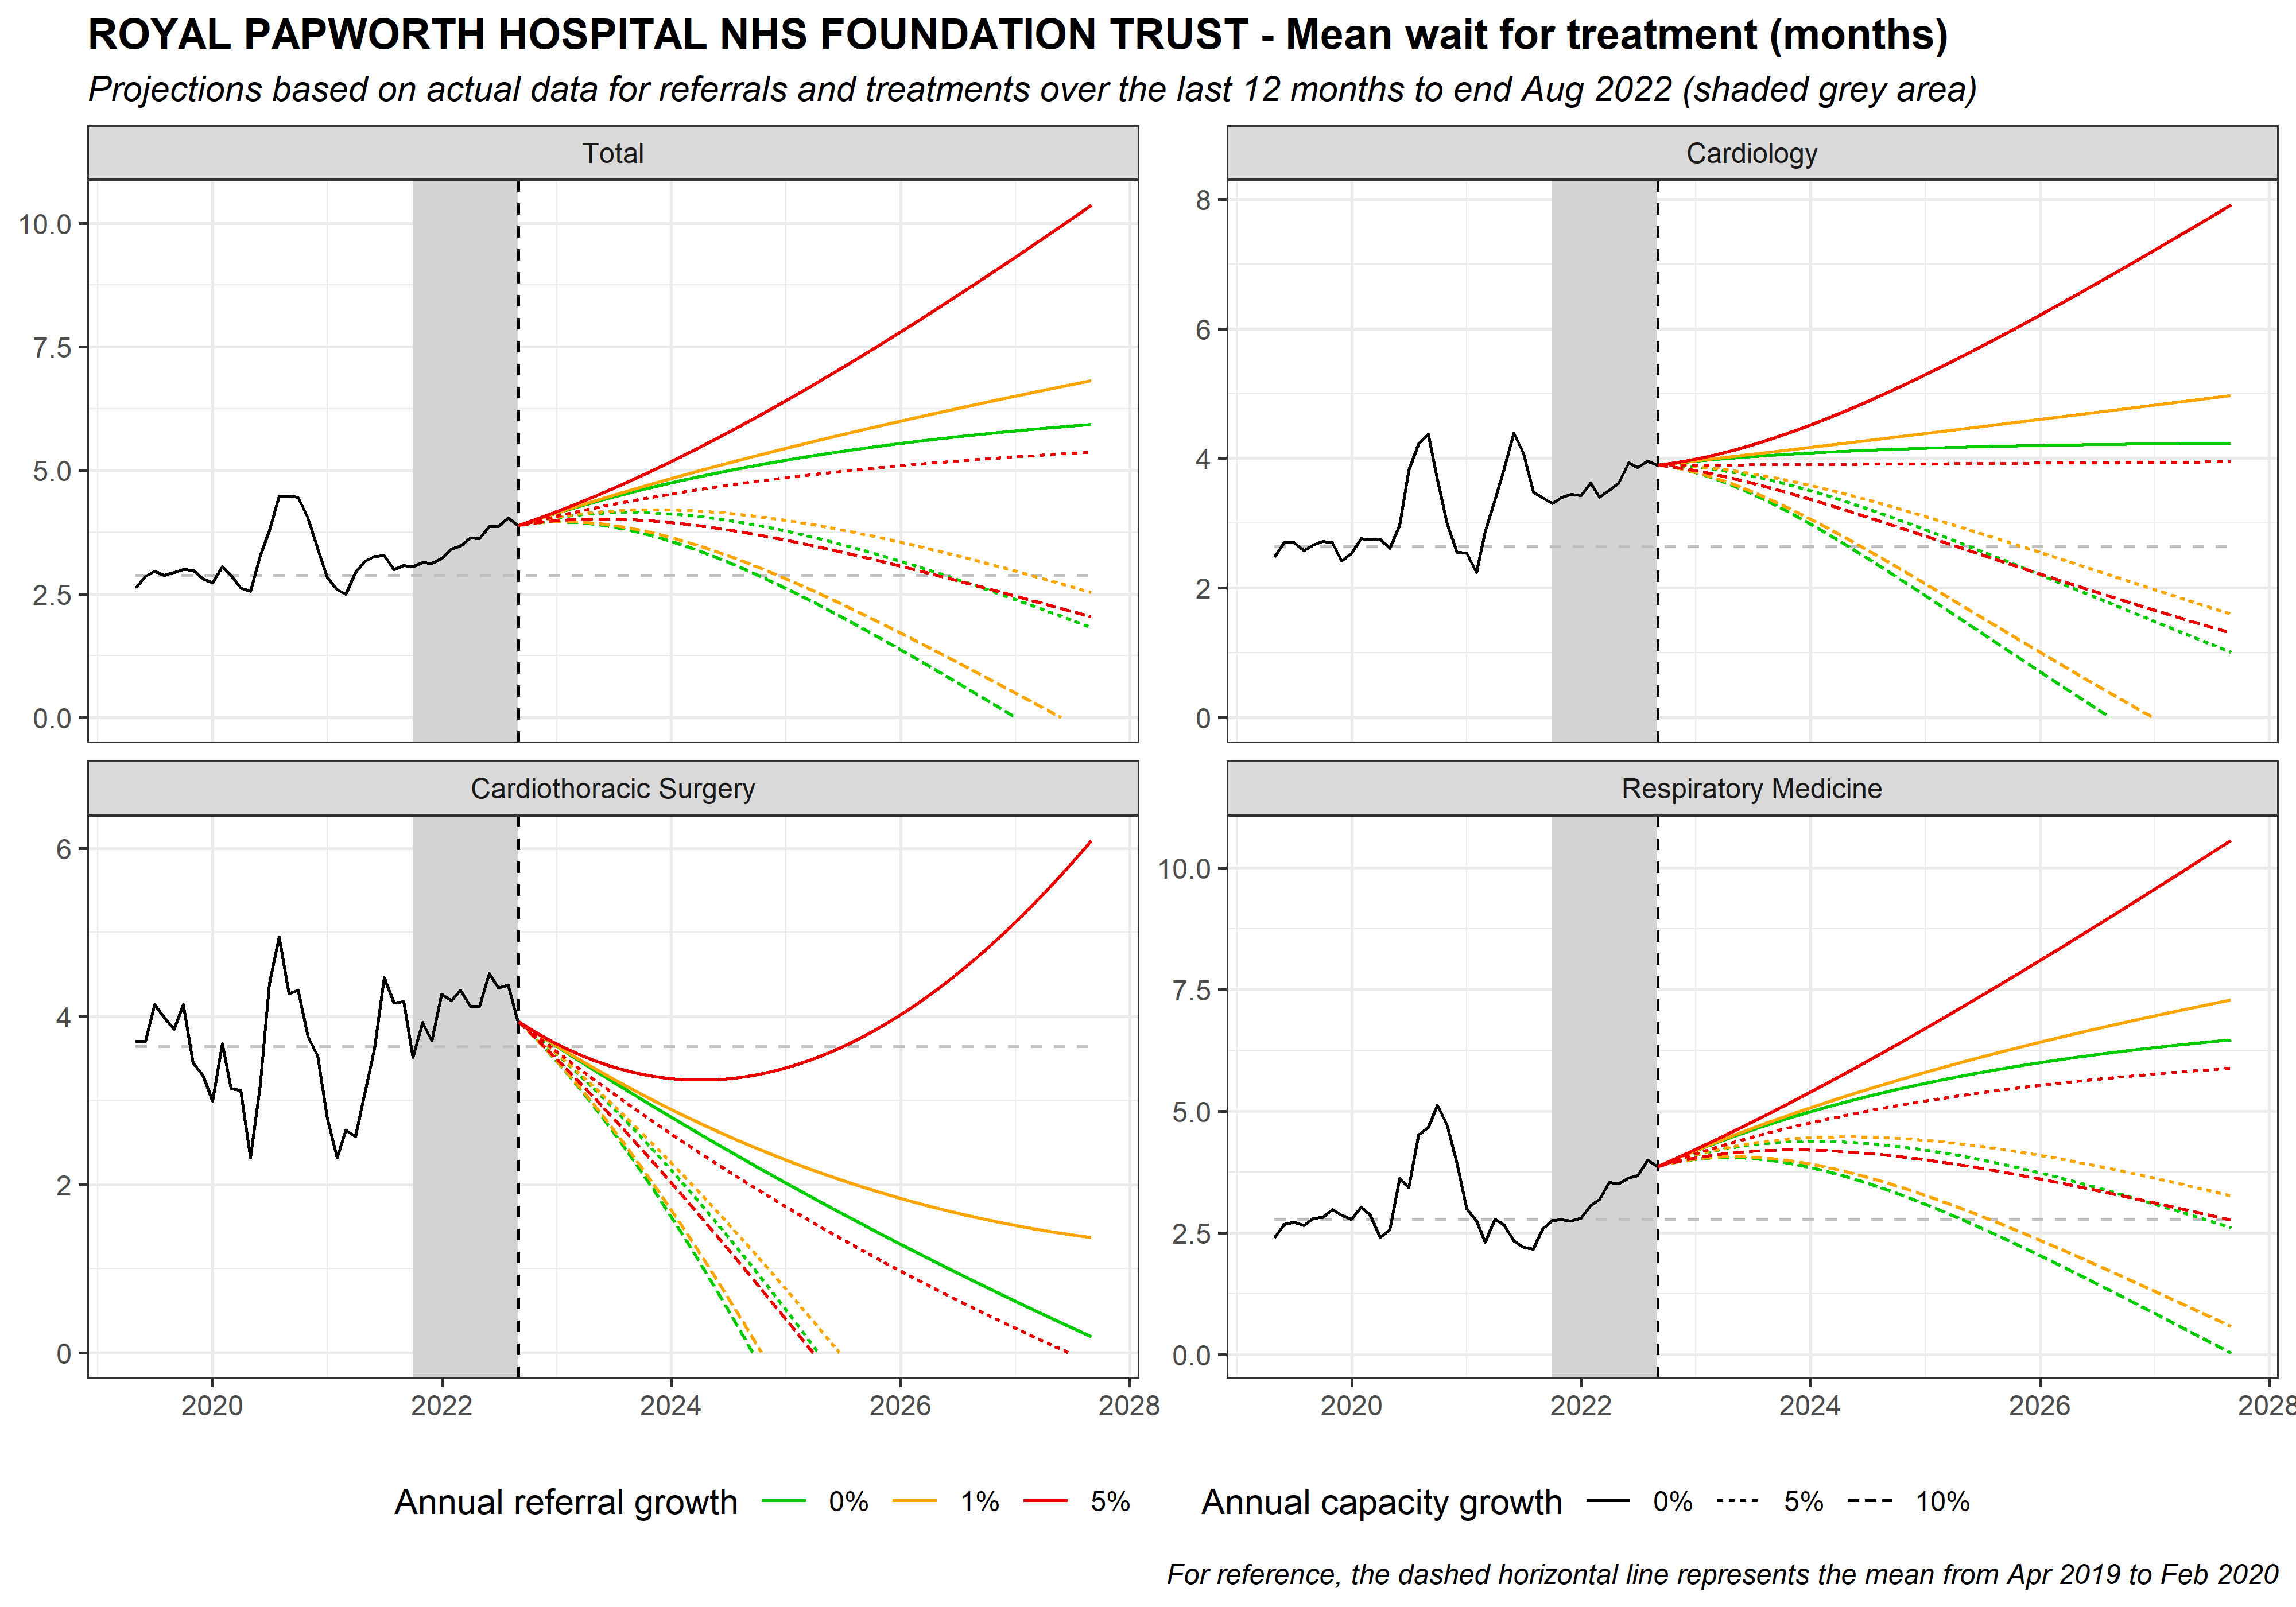 ROYAL PAPWORTH HOSPITAL NHS FOUNDATION TRUST - Mean wait for treatment (months)
Projections based on actual data for referrals and treatments over the last 12 months to end Aug 2022 (shaded grey area)
Total
10.0
7.5
5.0
2.5
0.0
Cardiology
8
6
4
2
0
Cardiothoracic Surgery
6
4
2
0
2020 2022 2024 2026 2028
Respiratory Medicine
10.0
7.5
5.0
2.5
0.0
2020 2022 2024 2026 2028
Annual referral growth 0% 1% 5%
Annual capacity growth 0% 5% 10%
For reference, the dashed horizontal line represents the mean from Apr 2019 to Feb 2020